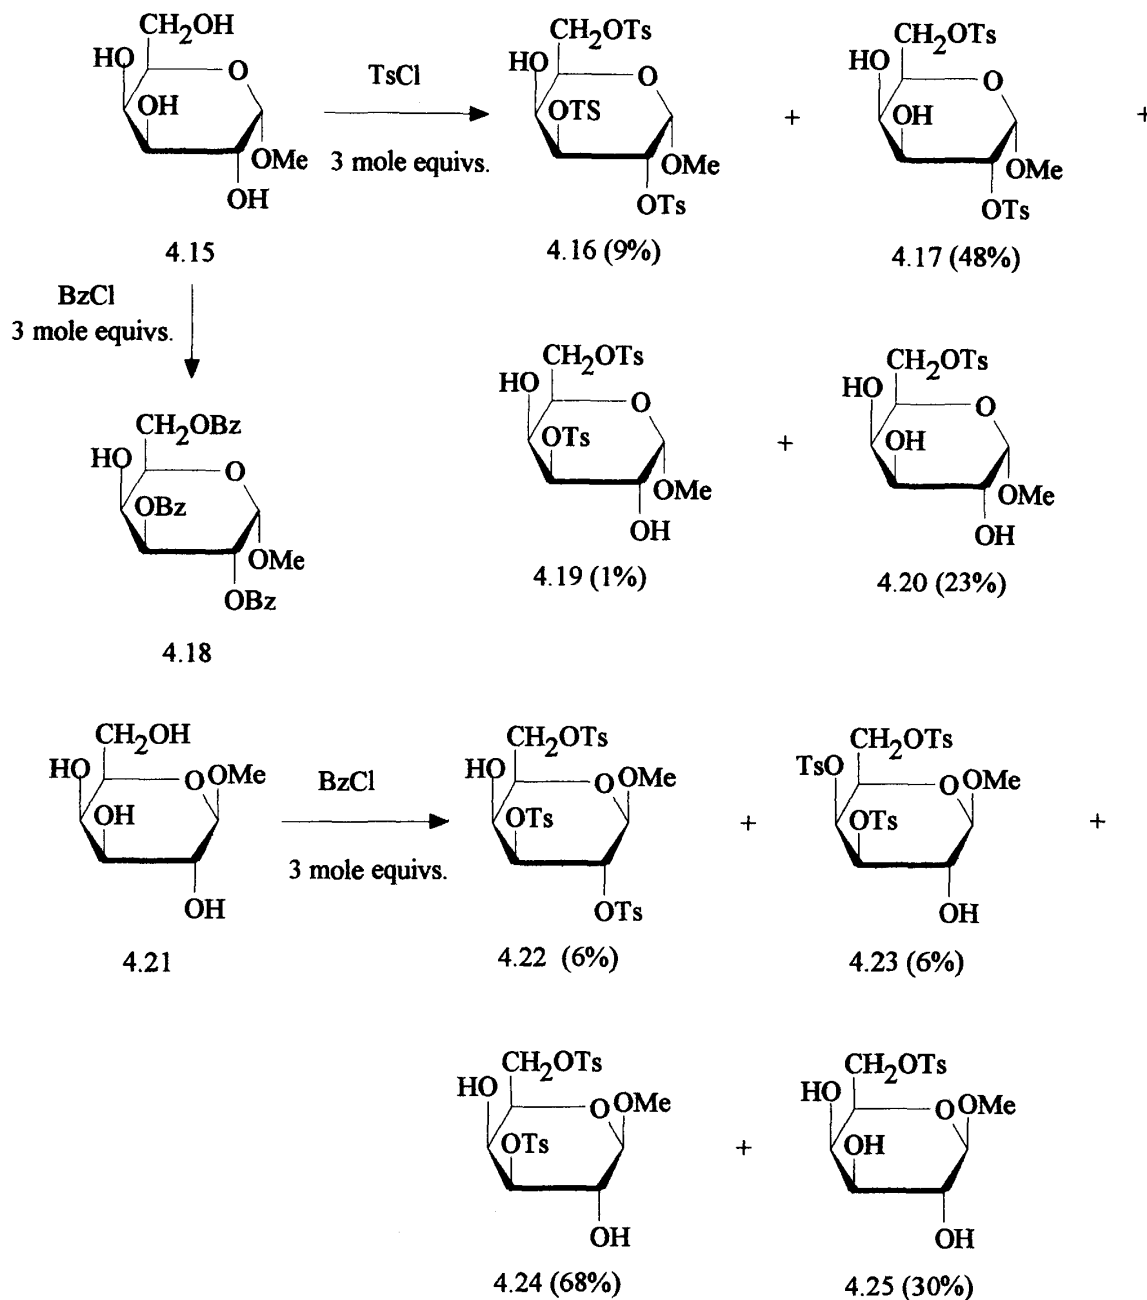 CH2OH
HO
O
OH
OMe
OH
4.15
TsCl
3 mole equivs.
CH2OTs
HO
O
OTS
OMe
OTs
4.16 (9%)
+
CH2OTs
HO
O
OH
OMe
OTs
4.17 (48%)
+
BzCl
3 mole equivs.
CH2OBz
HO
O
OBz
OMe
OBz
4.18
CH2OTs
HO
O
OTs
OMe
OH
4.19 (1%)
+
CH2OTs
HO
O
OH
OMe
OH
4.20 (23%)
CH2OH
HO
O
OMe
OH
OH
4.21
BzCl
3 mole equivs.
CH2OTs
HO
O
OMe
OTs
OTs
4.22 (6%)
+
CH2OTs
TsO
O
OMe
OTs
OH
4.23 (6%)
+
CH2OTs
HO
O
OMe
OTs
OH
4.24 (68%)
+
CH2OTs
HO
O
OMe
OH
OH
4.25 (30%)